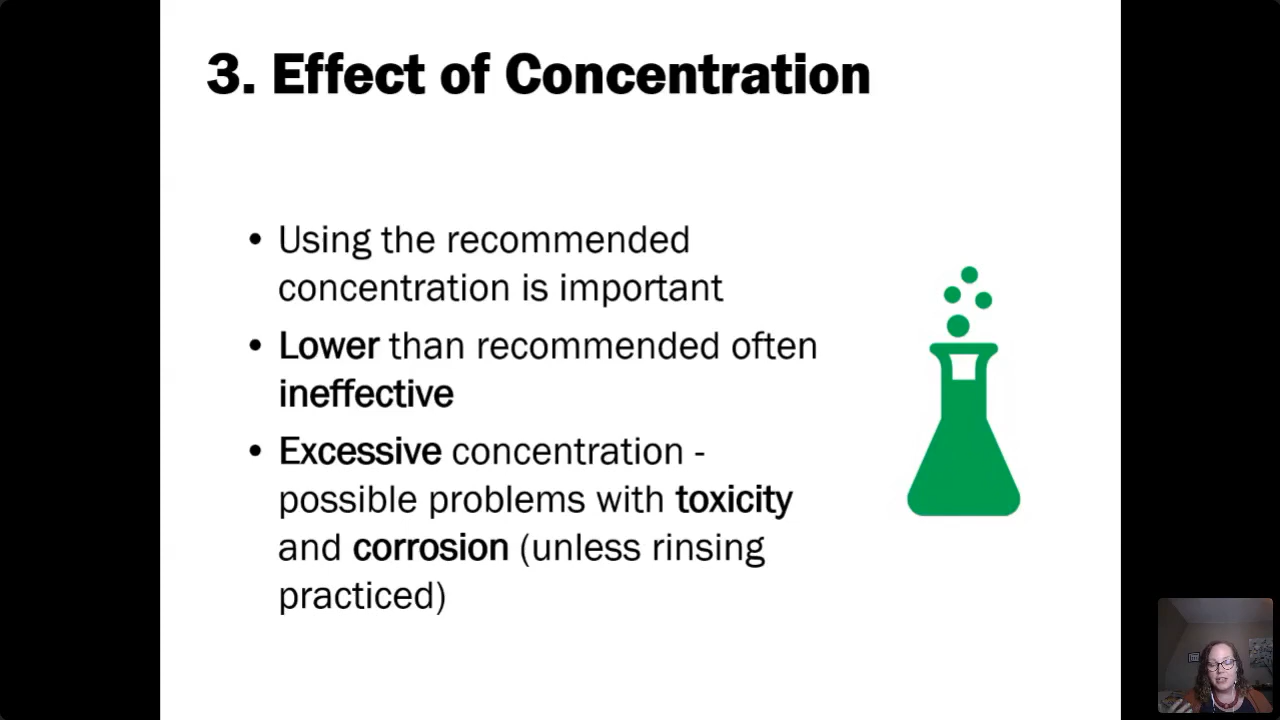 3. Effect of Concentration
• Using the recommended
concentration is important
• Lower than recommended often
ineffective
• Excessive concentration -
possible problems with toxicity
and corrosion (unless rinsing
practiced)